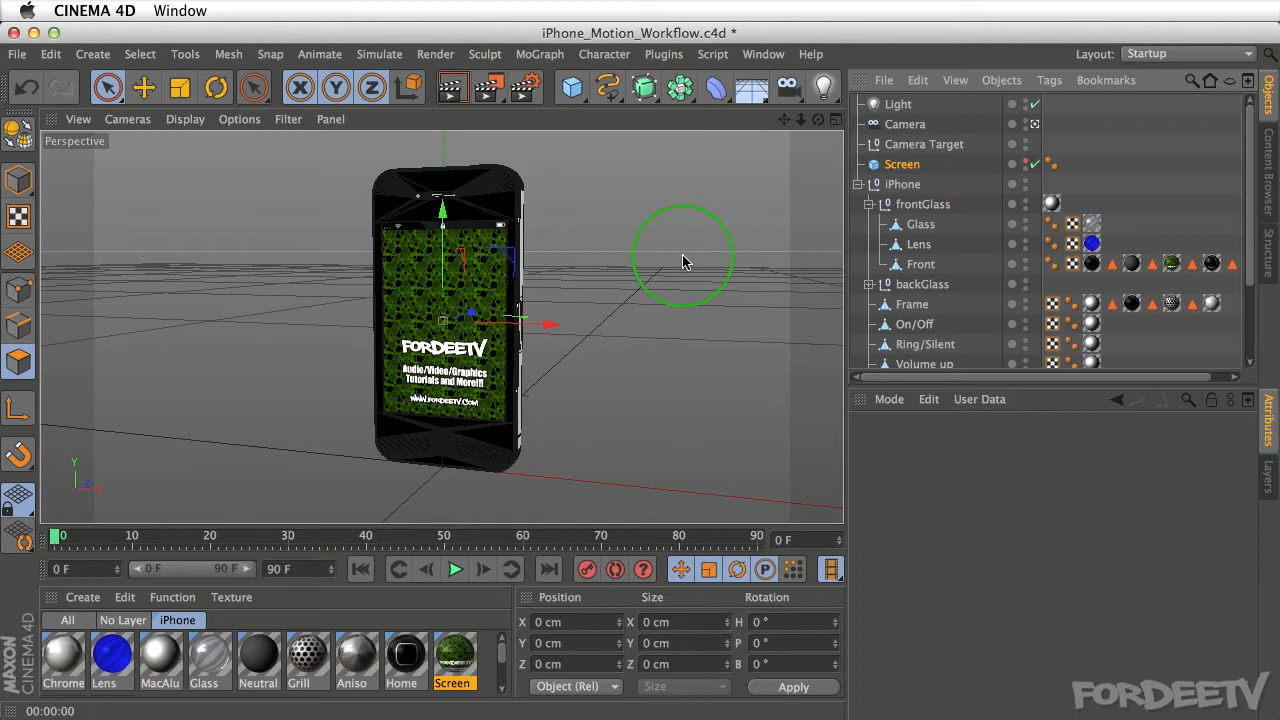 CINEMA 4D Window
iPhone_Motion_Workflow.c4d *
File Edit Create Select Tools Mesh Snap Animate Simulate Render Sculpt MoGraph Character Plugins Script Window Help Layout: Startup
File Edit View Objects Tags Bookmarks
View Cameras Display Options Filter Panel
Perspective
Light
Camera
Camera Target
Screen
iPhone
frontGlass
Glass
Lens
Front
backGlass
Frame
On/Off
Ring/Silent
Volume up
Objects
Content Browser
Structure
FORDEETV
Audio/Video/Graphics
Tutorials and More!!!
www.FORDEETV.Com
Y
Z
X
Mode Edit User Data
Attributes
Layers
0 10 20 30 40 50 60 70 80 90 0 F
0 F 0 F 90 F 90 F
Create Edit Function Texture
All No Layer iPhone
Chrome Lens MacAlu Glass Neutral Grill Aniso Home Screen
Position Size Rotation
X 0 cm X 0 cm H 0 °
Y 0 cm Y 0 cm P 0 °
Z 0 cm Z 0 cm B 0 °
Object (Rel) Size Apply
MAXON
CINEMA 4D
00:00:00
FORDEETV